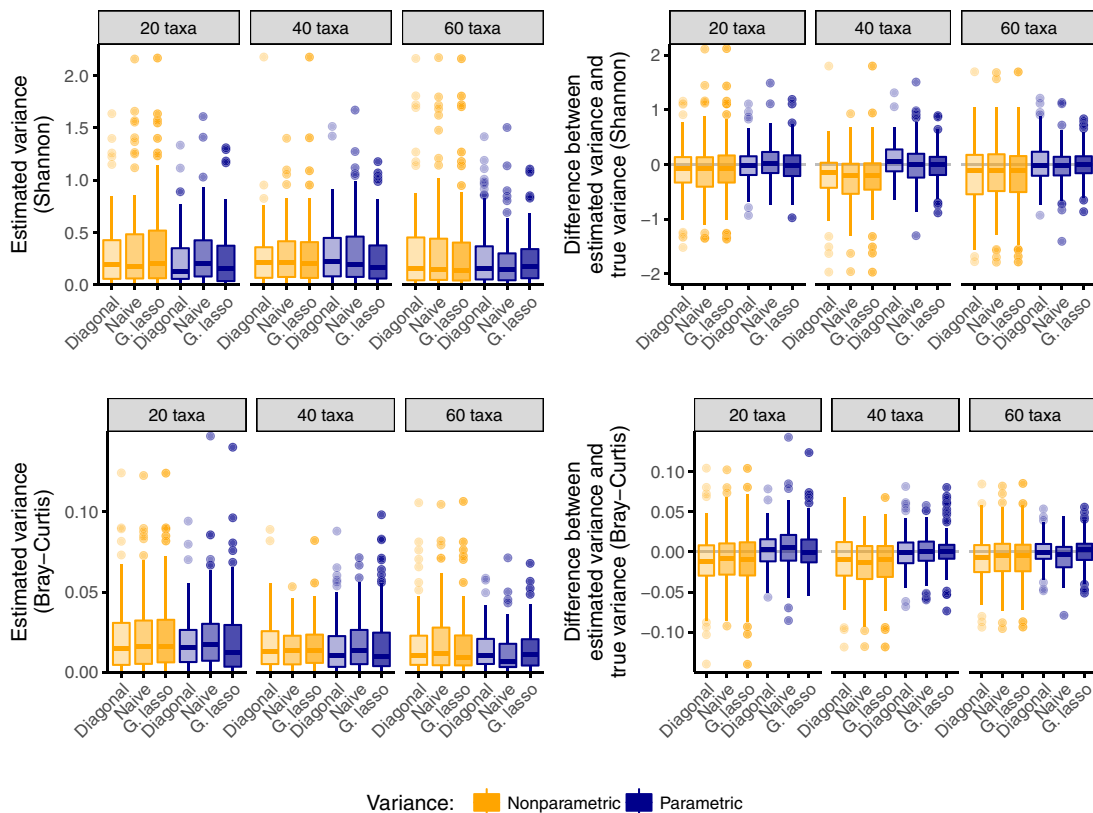 20 taxa 40 taxa 60 taxa
Estimated variance
(Shannon)
2.0
1.5
1.0
0.5
0.0
Diagonal Naive G. lasso Diagonal Naive G. lasso Diagonal Naive G. lasso Diagonal Naive G. lasso Diagonal Naive G. lasso Diagonal Naive G. lasso
20 taxa 40 taxa 60 taxa
Difference between
estimated variance and
true variance (Shannon)
2
1
0
−1
−2
Diagonal Naive G. lasso Diagonal Naive G. lasso Diagonal Naive G. lasso Diagonal Naive G. lasso Diagonal Naive G. lasso Diagonal Naive G. lasso
20 taxa 40 taxa 60 taxa
Estimated variance
(Bray−Curtis)
0.10
0.05
0.00
Diagonal Naive G. lasso Diagonal Naive G. lasso Diagonal Naive G. lasso Diagonal Naive G. lasso Diagonal Naive G. lasso Diagonal Naive G. lasso
20 taxa 40 taxa 60 taxa
Difference between
estimated variance and
true variance (Bray−Curtis)
0.10
0.05
0.00
−0.05
−0.10
Diagonal Naive G. lasso Diagonal Naive G. lasso Diagonal Naive G. lasso Diagonal Naive G. lasso Diagonal Naive G. lasso Diagonal Naive G. lasso
Variance: Nonparametric Parametric